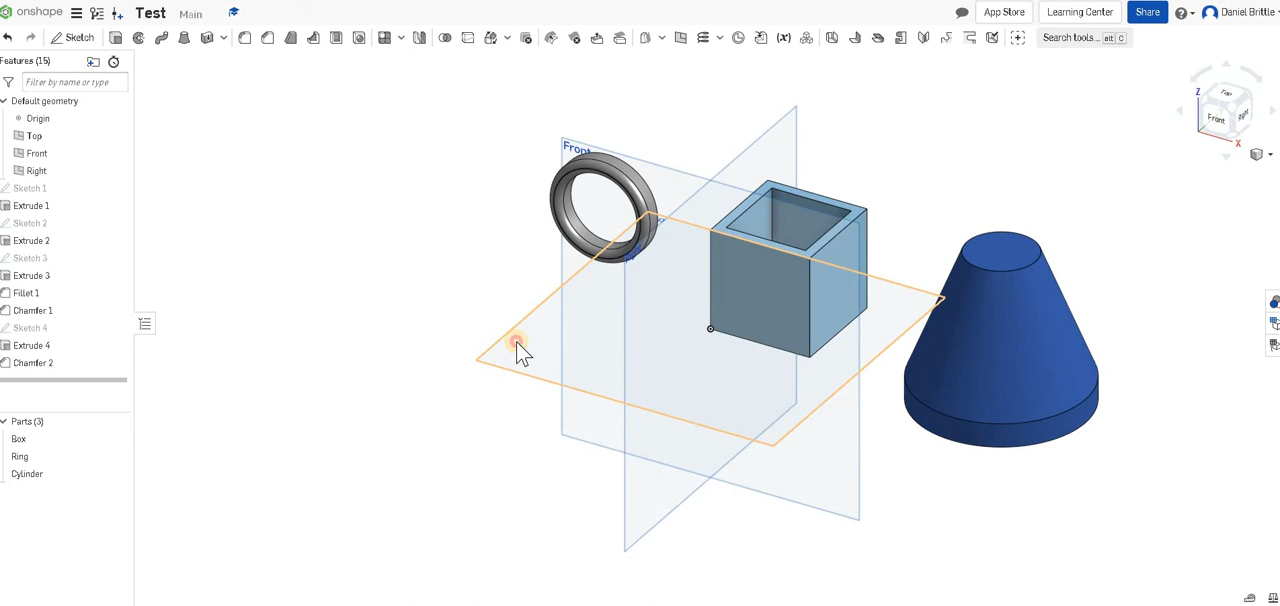 onshape Test Main App Store Learning Center Share Daniel Brittle
Sketch Search tools... alt C
Features (15)
Filter by name or type
Default geometry
Origin
Top
Front
Right
Sketch 1
Extrude 1
Sketch 2
Extrude 2
Sketch 3
Extrude 3
Fillet 1
Chamfer 1
Sketch 4
Extrude 4
Chamfer 2
Parts (3)
Box
Ring
Cylinder
Front
Z
Top
Front
Right
X